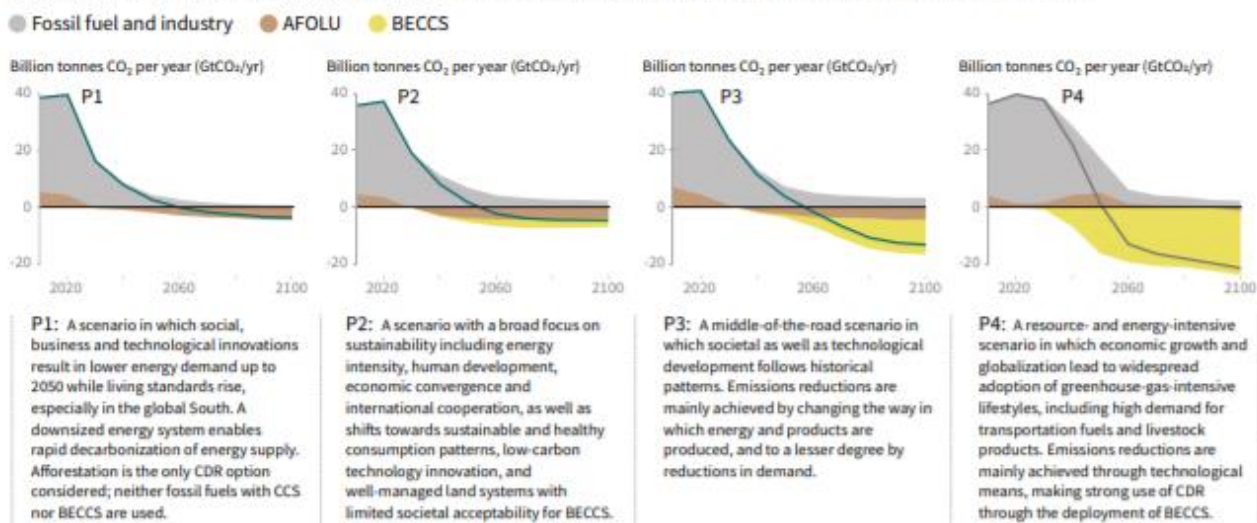 Fossil fuel and industry AFOLU BECCS
Billion tonnes CO₂ per year (GtCO₂/yr) Billion tonnes CO₂ per year (GtCO₂/yr) Billion tonnes CO₂ per year (GtCO₂/yr) Billion tonnes CO₂ per year (GtCO₂/yr)
40 P1 40 P2 40 P3 40 P4
20 20 20 20
0 0 0 0
-20 -20 -20 -20
2020 2060 2100 2020 2060 2100 2020 2060 2100 2020 2060 2100
P1: A scenario in which social,
business and technological innovations
result in lower energy demand up to
2050 while living standards rise,
especially in the global South. A
downsized energy system enables
rapid decarbonization of energy supply.
Afforestation is the only CDR option
considered; neither fossil fuels with CCS
nor BECCS are used.
P2: A scenario with a broad focus on
sustainability including energy
intensity, human development,
economic convergence and
international cooperation, as well as
shifts towards sustainable and healthy
consumption patterns, low-carbon
technology innovation, and
well-managed land systems with
limited societal acceptability for BECCS.
P3: A middle-of-the-road scenario in
which societal as well as technological
development follows historical
patterns. Emissions reductions are
mainly achieved by changing the way in
which energy and products are
produced, and to a lesser degree by
reductions in demand.
P4: A resource- and energy-intensive
scenario in which economic growth and
globalization lead to widespread
adoption of greenhouse-gas-intensive
lifestyles, including high demand for
transportation fuels and livestock
products. Emissions reductions are
mainly achieved through technological
means, making strong use of CDR
through the deployment of BECCS.